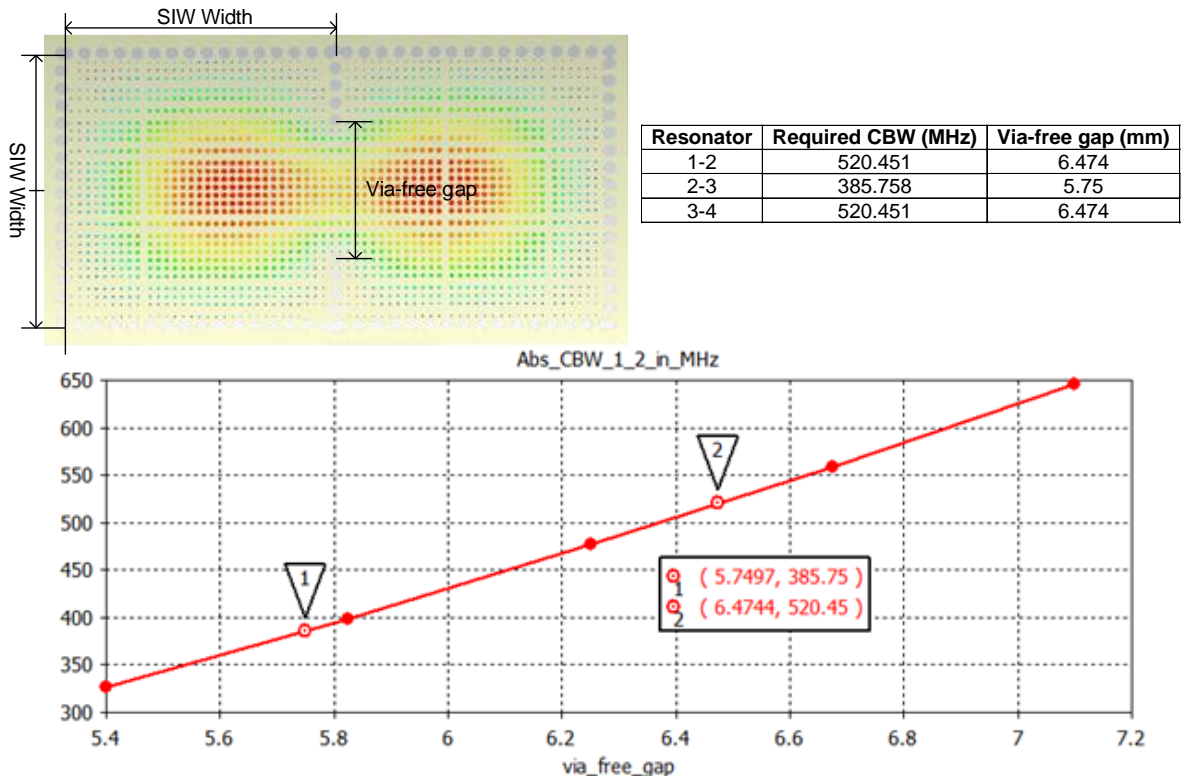 SIW Width
SIW Width
Via-free gap
Resonator Required CBW (MHz) Via-free gap (mm)
1-2 520.451 6.474
2-3 385.758 5.75
3-4 520.451 6.474
Abs_CBW_1_2_in_MHz
650
600
550
500
450
400
350
300
1
2
1 ( 5.7497, 385.75 )
2 ( 6.4744, 520.45 )
5.4 5.6 5.8 6 6.2 6.4 6.6 6.8 7 7.2
via_free_gap